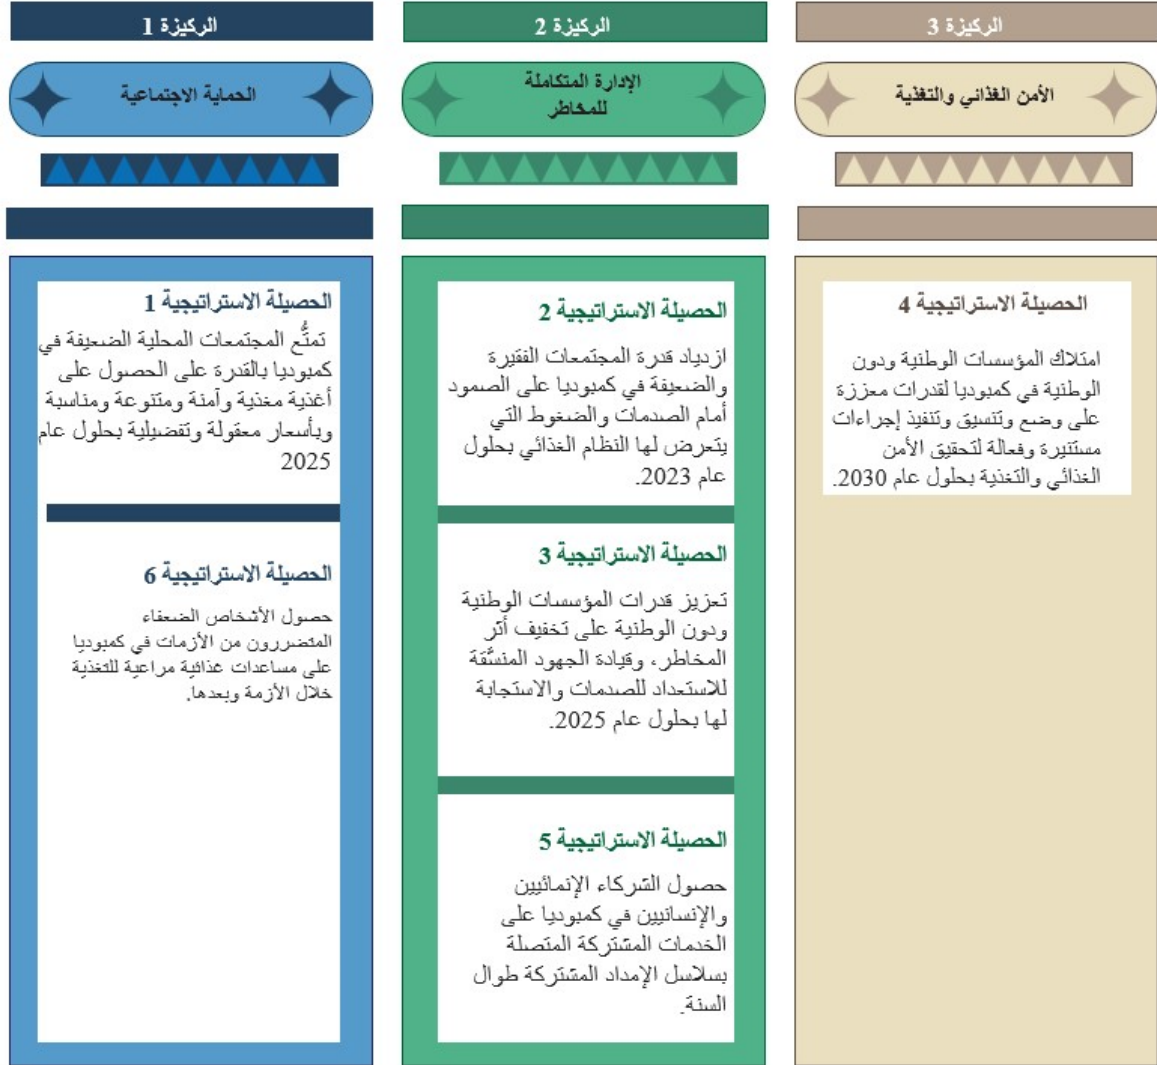 الركيزة 1
الحماية الاجتماعية
الحصيلة الاستراتيجية 1
تمتُّع المجتمعات المحلية الضعيفة في
كمبوديا بالقدرة على الحصول على
أغذية مغذية وآمنة ومتنوعة ومناسبة
وبأسعار معقولة وتفضيلية بحلول عام
2025
الحصيلة الاستراتيجية 6
حصول الأشخاص الضعفاء
المتضررون من الأزمات في كمبوديا
على مساعدات غذائية مراعية للتغذية
خلال الأزمة وبعدها.
الركيزة 2
الإدارة المتكاملة
للمخاطر
الحصيلة الاستراتيجية 2
ازدياد قدرة المجتمعات الفقيرة
والضعيفة في كمبوديا على الصمود
أمام الصدمات والضغوط التي
يتعرض لها النظام الغذائي بحلول
عام 2023.
الحصيلة الاستراتيجية 3
تعزيز قدرات المؤسسات الوطنية
ودون الوطنية على تخفيف أثر
المخاطر، وقيادة الجهود المنسَّقة
للاستعداد للصدمات والاستجابة
لها بحلول عام 2025.
الحصيلة الاستراتيجية 5
حصول الشركاء الإنمائيين
والإنسانيين في كمبوديا على
الخدمات المشتركة المتصلة
بسلاسل الإمداد المشتركة طوال
السنة.
الركيزة 3
الأمن الغذائي والتغذية
الحصيلة الاستراتيجية 4
امتلاك المؤسسات الوطنية ودون
الوطنية في كمبوديا لقدرات معززة
على وضع وتنسيق وتنفيذ إجراءات
مستنيرة وفعالة لتحقيق الأمن
الغذائي والتغذية بحلول عام 2030.